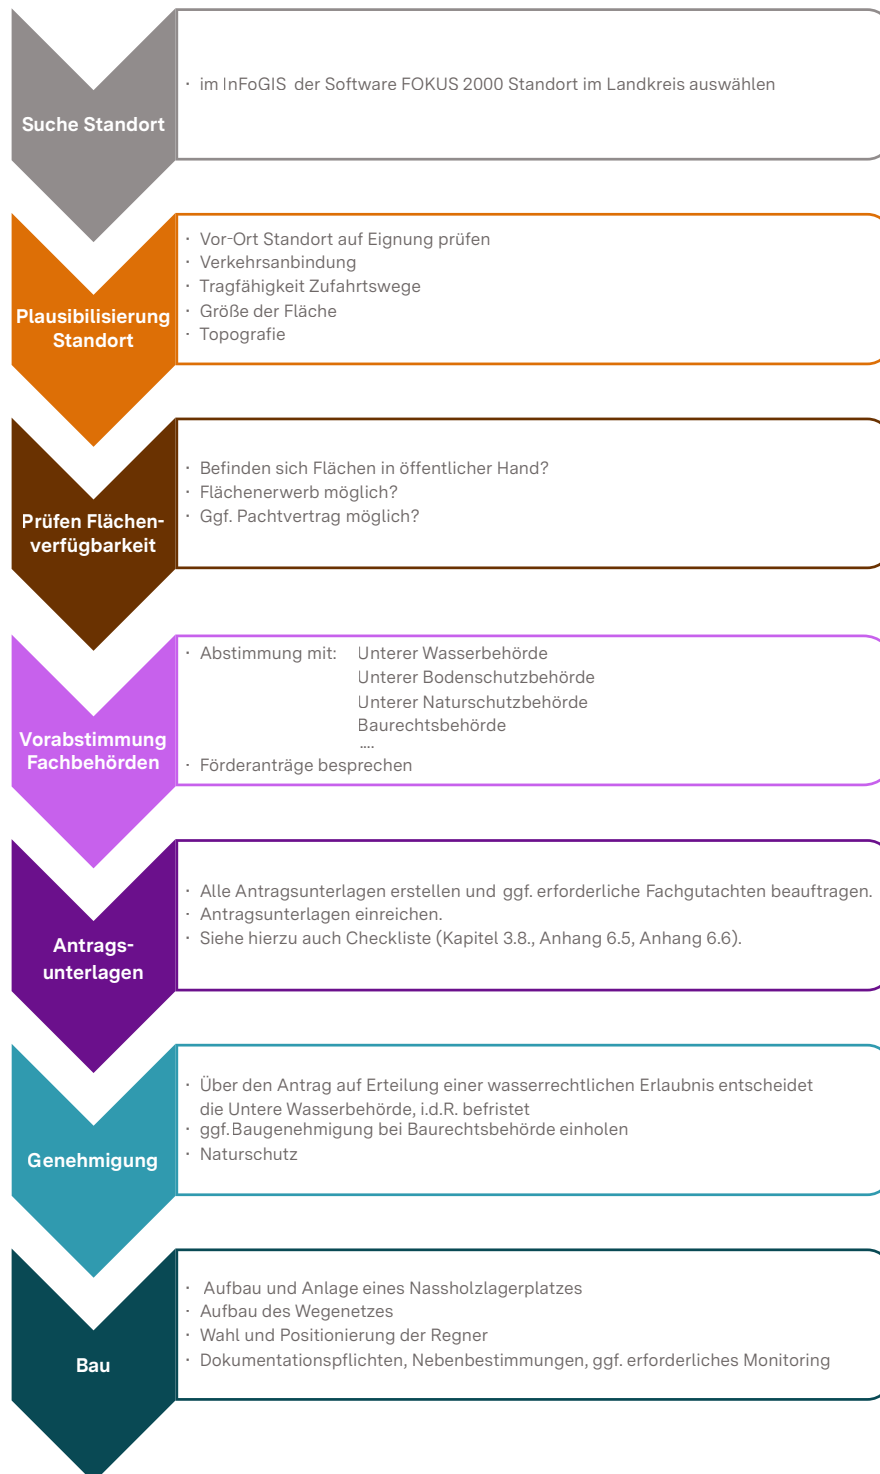 Suche Standort
· im InFoGIS der Software FOKUS 2000 Standort im Landkreis auswählen
Plausibilisierung
Standort
· Vor-Ort Standort auf Eignung prüfen
· Verkehrsanbindung
· Tragfähigkeit Zufahrtswege
· Größe der Fläche
· Topografie
Prüfen Flächen-
verfügbarkeit
· Befinden sich Flächen in öffentlicher Hand?
· Flächenerwerb möglich?
· Ggf. Pachtvertrag möglich?
Vorabstimmung
Fachbehörden
· Abstimmung mit: Unterer Wasserbehörde
Unterer Bodenschutzbehörde
Unterer Naturschutzbehörde
Baurechtsbehörde
....
· Förderanträge besprechen
Antrags-
unterlagen
· Alle Antragsunterlagen erstellen und ggf. erforderliche Fachgutachten beauftragen.
· Antragsunterlagen einreichen.
· Siehe hierzu auch Checkliste (Kapitel 3.8., Anhang 6.5, Anhang 6.6).
Genehmigung
· Über den Antrag auf Erteilung einer wasserrechtlichen Erlaubnis entscheidet
die Untere Wasserbehörde, i.d.R. befristet
· ggf. Baugenehmigung bei Baurechtsbehörde einholen
· Naturschutz
Bau
· Aufbau und Anlage eines Nassholzlagerplatzes
· Aufbau des Wegenetzes
· Wahl und Positionierung der Regner
· Dokumentationspflichten, Nebenbestimmungen, ggf. erforderliches Monitoring